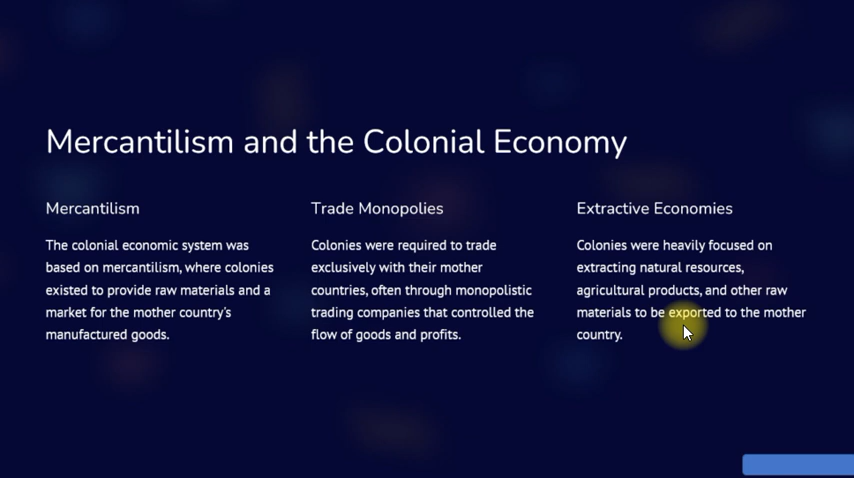 Mercantilism and the Colonial Economy
Mercantilism
The colonial economic system was
based on mercantilism, where colonies
existed to provide raw materials and a
market for the mother country's
manufactured goods.
Trade Monopolies
Colonies were required to trade
exclusively with their mother
countries, often through monopolistic
trading companies that controlled the
flow of goods and profits.
Extractive Economies
Colonies were heavily focused on
extracting natural resources,
agricultural products, and other raw
materials to be exported to the mother
country.